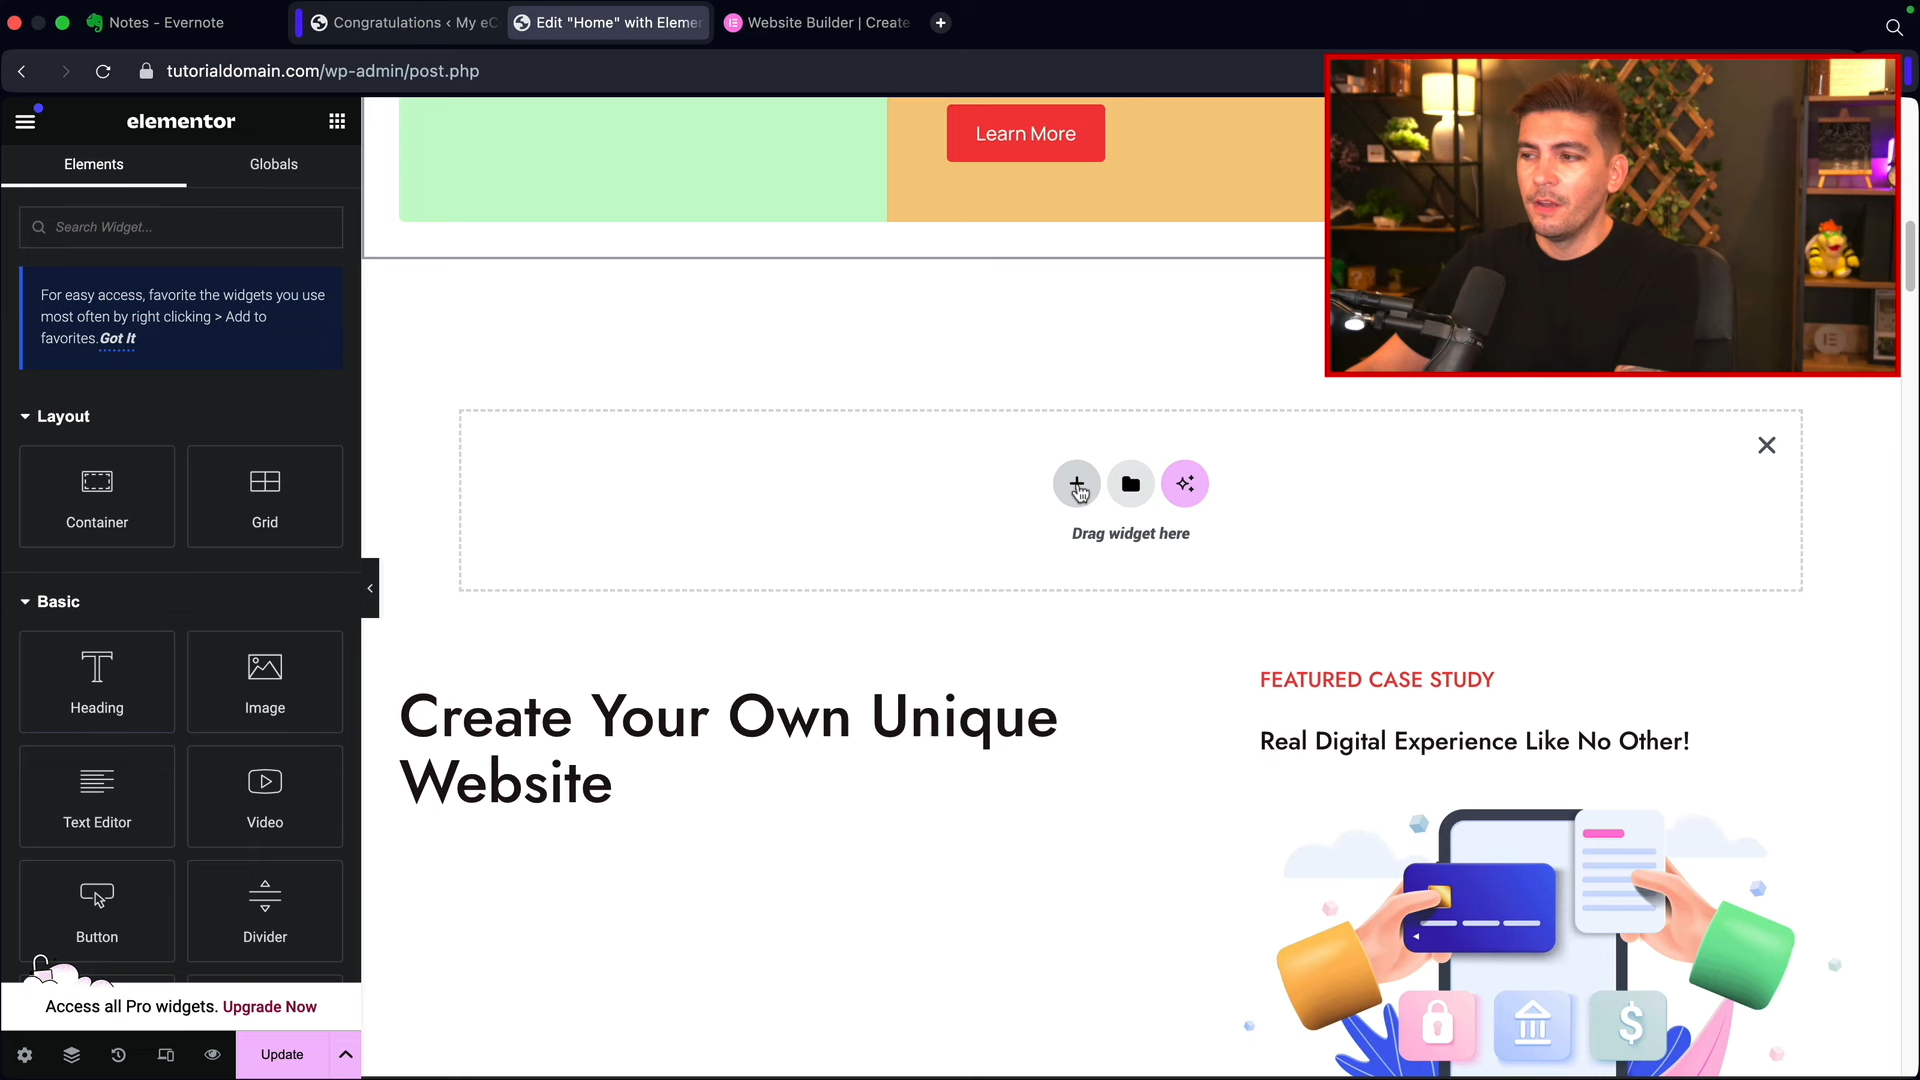 Notes - Evernote
Congratulations ‹ My eC
Edit "Home" with Eleme
Website Builder | Create
tutorialdomain.com/wp-admin/post.php
elementor
Elements
Globals
Search Widget...
For easy access, favorite the widgets you use
most often by right clicking > Add to
favorites. Got It
Layout
Container
Grid
Basic
Heading
Image
Text Editor
Video
Button
Divider
Access all Pro widgets. Upgrade Now
Update
Learn More
Drag widget here
Create Your Own Unique
Website
FEATURED CASE STUDY
Real Digital Experience Like No Other!
$